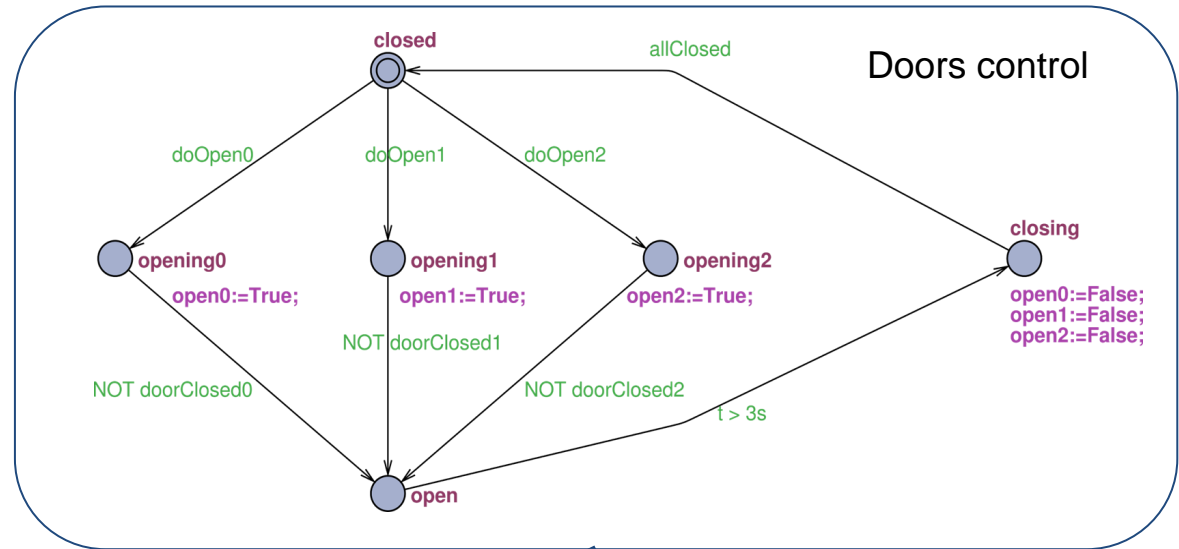 closed
allClosed
Doors control
doOpen0
doOpen1
doOpen2
closing
opening0
opening1
opening2
open0:=True;
open1:=True;
open2:=True;
open0:=False;
open1:=False;
open2:=False;
NOT doorClosed1
NOT doorClosed0
NOT doorClosed2
t > 3s
open